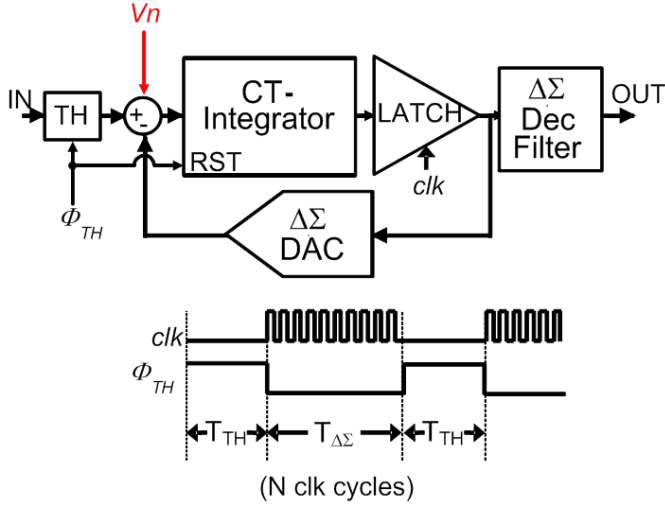 Vn
IN
TH
+
-
-
CT-
Integrator
RST
LATCH
clk
ΔΣ
Dec
Filter
OUT
Φ_TH
ΔΣ
DAC
clk
Φ_TH
T_TH T_ΔΣ T_TH
(N clk cycles)